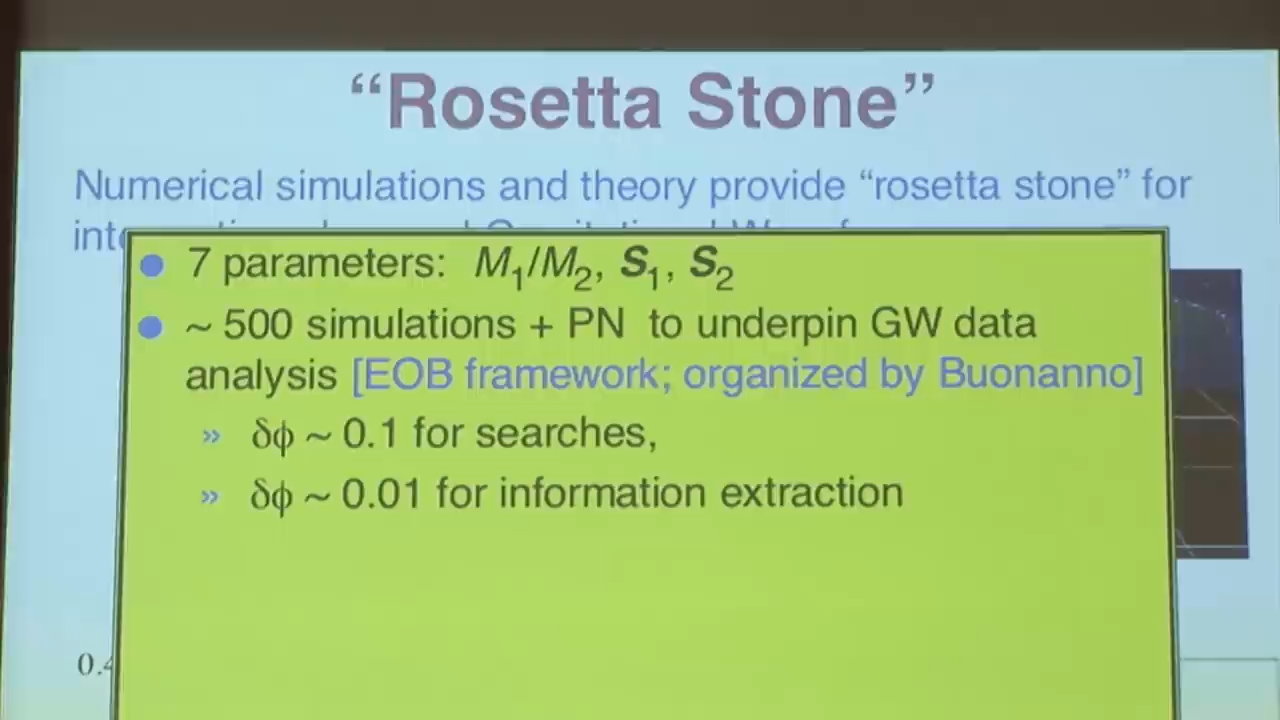 “Rosetta Stone”
Numerical simulations and theory provide “rosetta stone” for
7 parameters: M1/M2, S1, S2
~ 500 simulations + PN to underpin GW data
analysis [EOB framework; organized by Buonanno]
» δϕ ~ 0.1 for searches,
» δϕ ~ 0.01 for information extraction